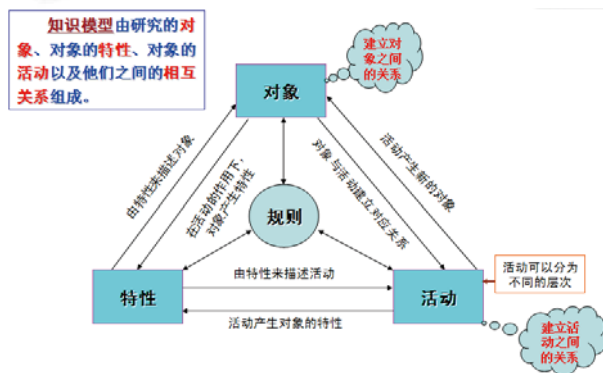 知识模型由研究的对
象、对象的特性、对象的
活动以及他们之间的相互
关系组成。
建立对
象之间
的关系
对象
由特性来描述对象
在活动的作用下，
对象产生特性
对象与活动建立对应关系
活动产生新的对象
规则
活动可以分为
不同的层次
特性
由特性来描述活动
活动
活动产生对象的特性
建立活
动之间
的关系